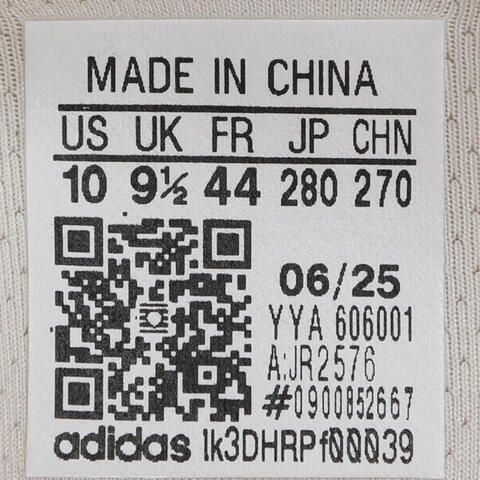 MADE IN CHINA
US UK FR JP CHN
10 9½ 44 280 270
06/25
YYA 606001
A:JR2576
#0900852667
adidas lk3DHRPf00039